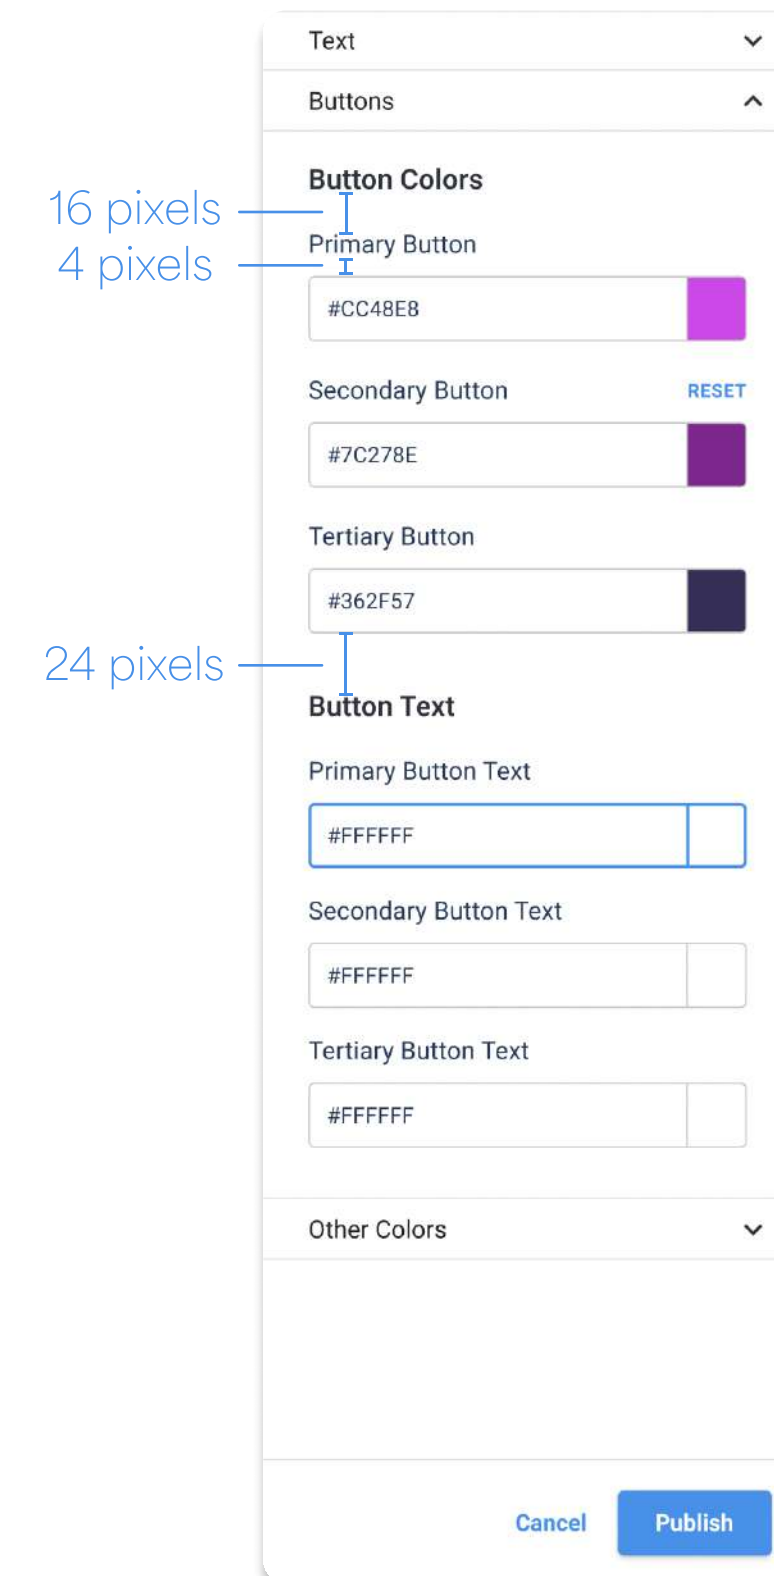 Text
Buttons
Button Colors
16 pixels
Primary Button
4 pixels
#CC48E8
Secondary Button RESET
#7C278E
Tertiary Button
#362F57
24 pixels
Button Text
Primary Button Text
#FFFFFF
Secondary Button Text
#FFFFFF
Tertiary Button Text
#FFFFFF
Other Colors
Cancel Publish